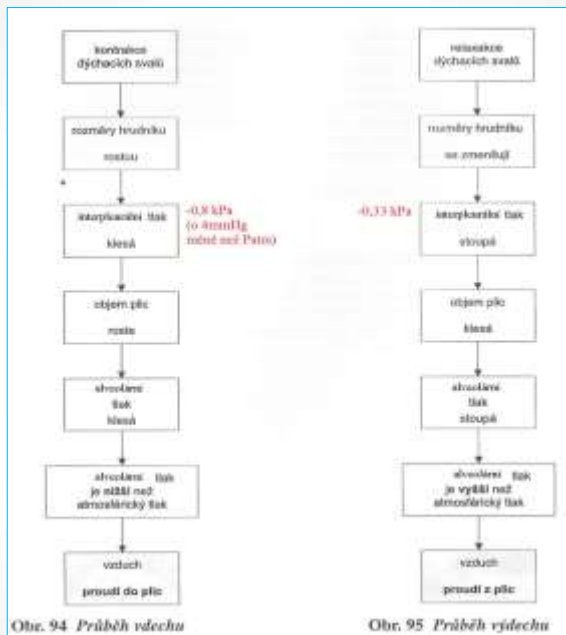 kontrakce
dýchacích svalů
rozměry hrudníku
rostou
interpleurální tlak
klesá
-0,8 kPa
(o 4mmHg
méně než Patm)
objem plic
roste
alveolární
tlak
klesá
alveolární tlak
je nižší než
atmosférický tlak
vzduch
proudí do plic
Obr. 94 Průběh vdechu
relaxace
dýchacích svalů
rozměry hrudníku
se zmenšují
-0,33 kPa
interpleurální tlak
stoupá
objem plic
klesá
alveolární
tlak
stoupá
alveolární tlak
je vyšší než
atmosférický tlak
vzduch
proudí z plic
Obr. 95 Průběh výdechu